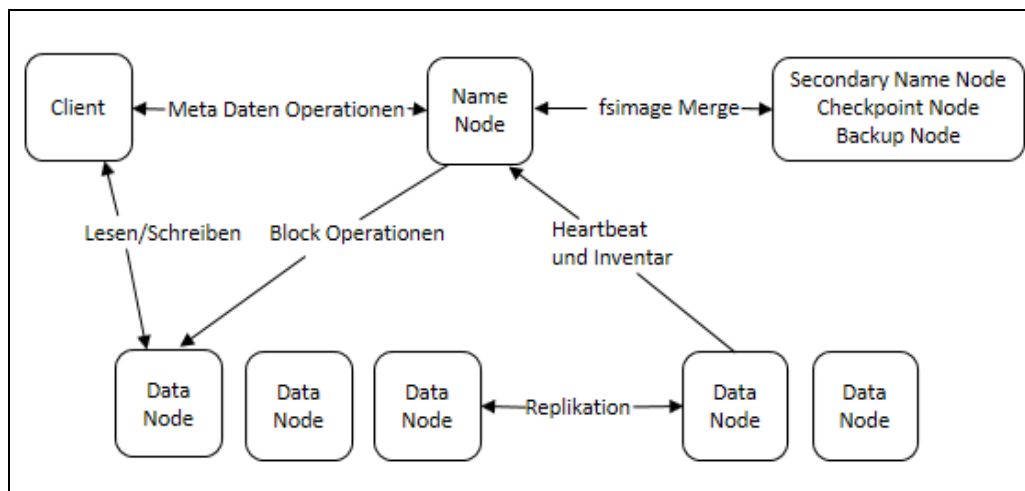 Client
Meta Daten Operationen
Name
Node
fsimage Merge
Secondary Name Node
Checkpoint Node
Backup Node
Lesen/Schreiben
Block Operationen
Heartbeat
und Inventar
Data
Node
Data
Node
Data
Node
Replikation
Data
Node
Data
Node